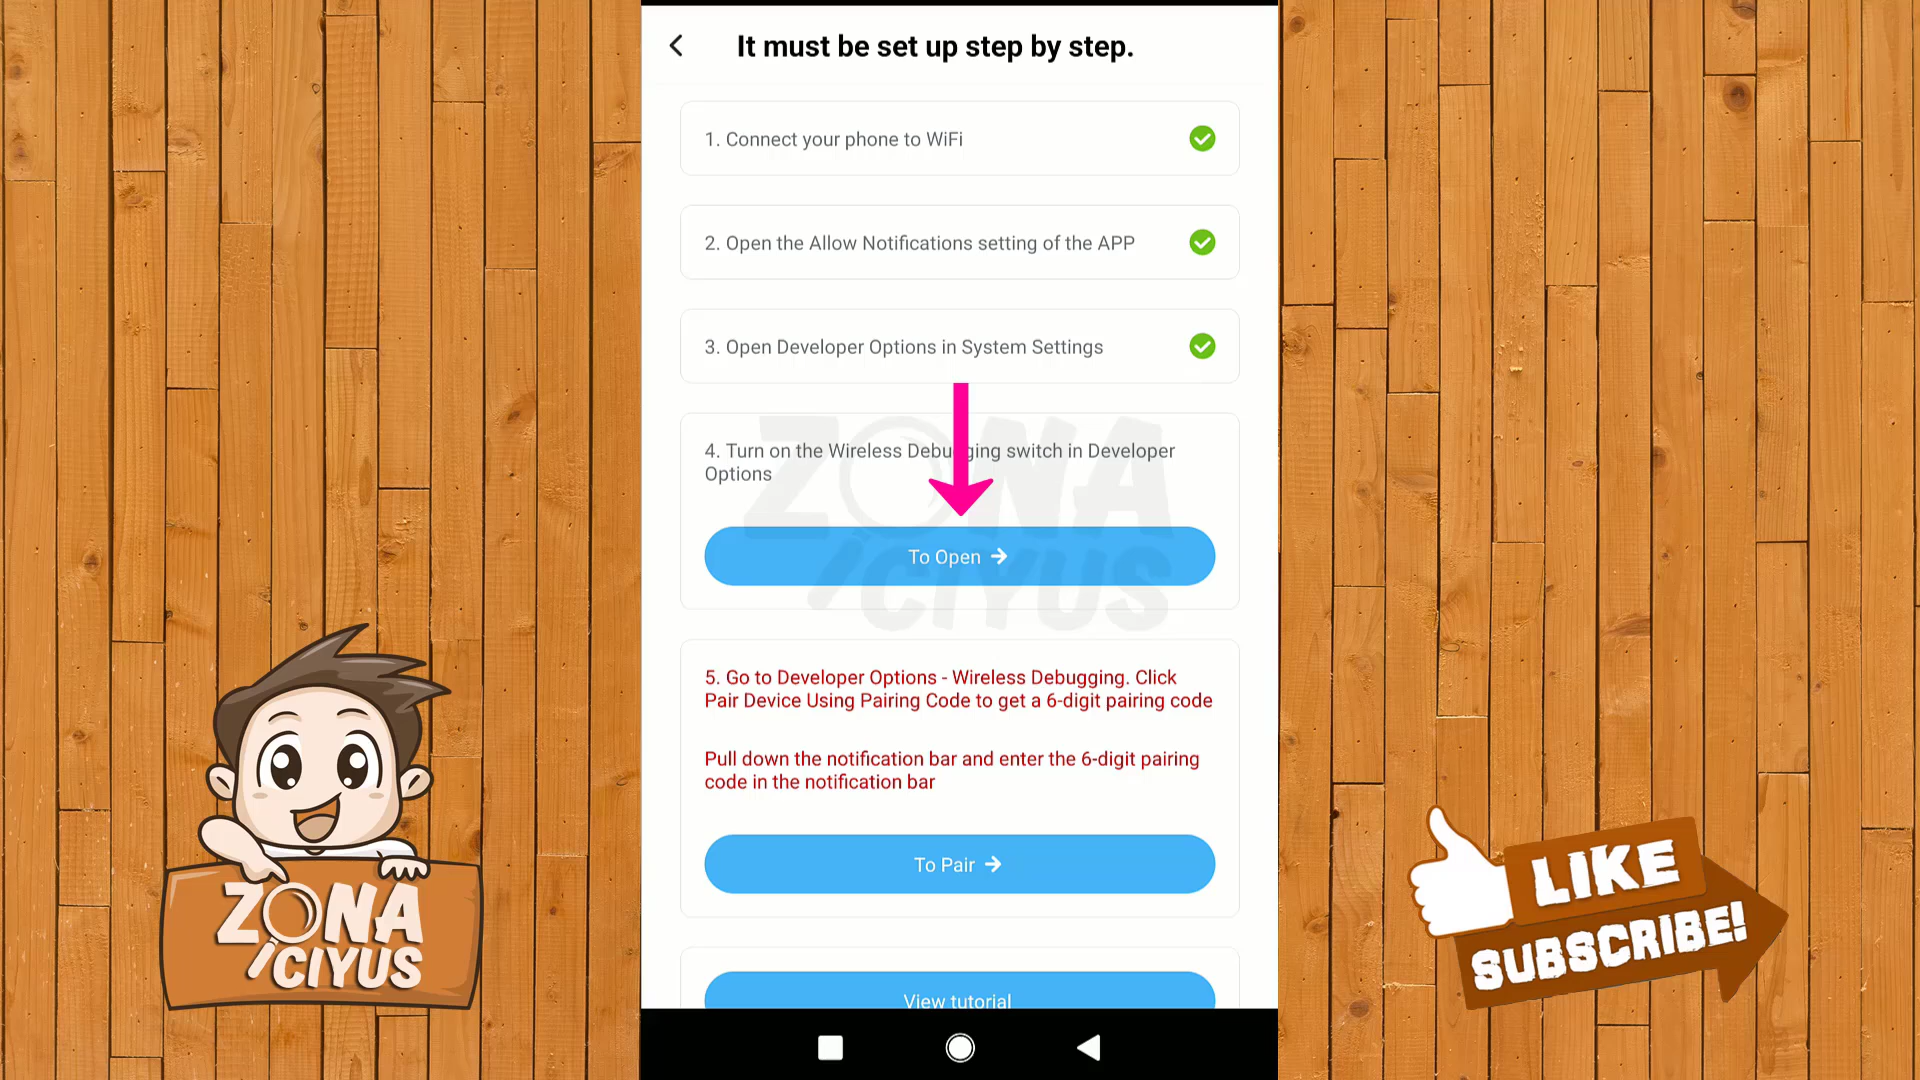 It must be set up step by step.
1. Connect your phone to WiFi
2. Open the Allow Notifications setting of the APP
3. Open Developer Options in System Settings
4. Turn on the Wireless Debugging switch in Developer
Options
To Open
5. Go to Developer Options - Wireless Debugging. Click
Pair Device Using Pairing Code to get a 6-digit pairing code
Pull down the notification bar and enter the 6-digit pairing
code in the notification bar
To Pair
View tutorial
ZONA
CIYUS
ZONA
CIYUS
LIKE
SUBSCRIBE!